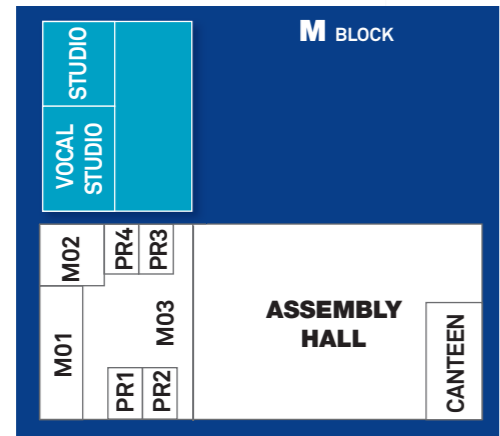 M BLOCK
STUDIO
VOCAL
STUDIO
M02
PR4
PR3
M01
M03
ASSEMBLY
HALL
CANTEEN
PR1
PR2